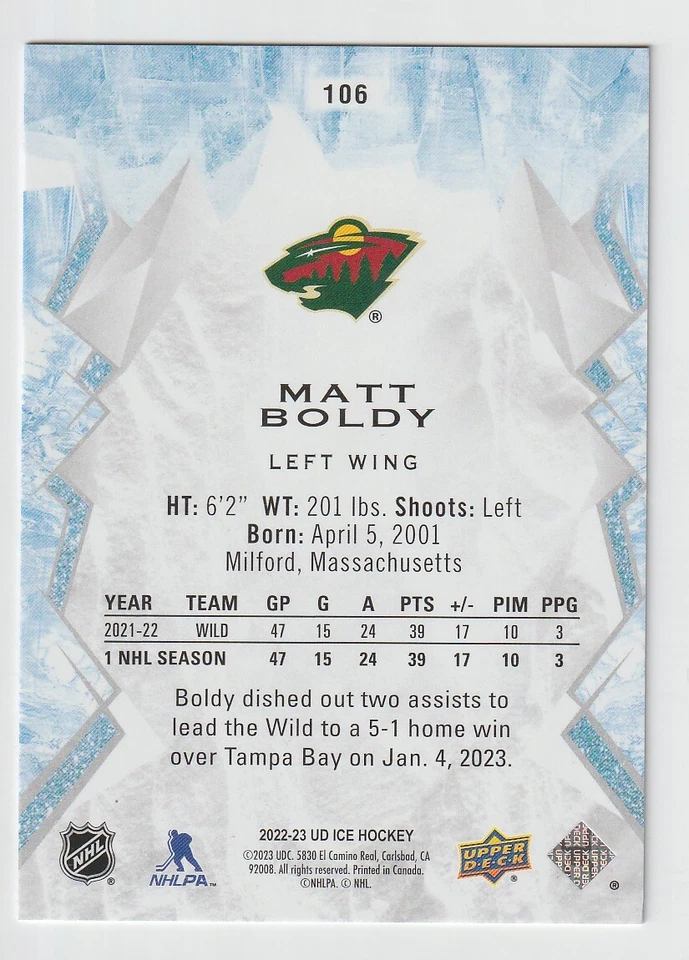 106
®
MATT
BOLDY
LEFT WING
HT: 6'2" WT: 201 lbs. Shoots: Left
Born: April 5, 2001
Milford, Massachusetts
YEAR TEAM GP G A PTS +/- PIM PPG
2021-22 WILD 47 15 24 39 17 10 3
1 NHL SEASON 47 15 24 39 17 10 3
Boldy dished out two assists to
lead the Wild to a 5-1 home win
over Tampa Bay on Jan. 4, 2023.
NHL ®
NHLPA™
2022-23 UD ICE HOCKEY
©2023 UDC. 5830 El Camino Real, Carlsbad, CA
92008. All rights reserved. Printed in Canada.
©NHLPA. © NHL.
UPPER
DECK
®
®